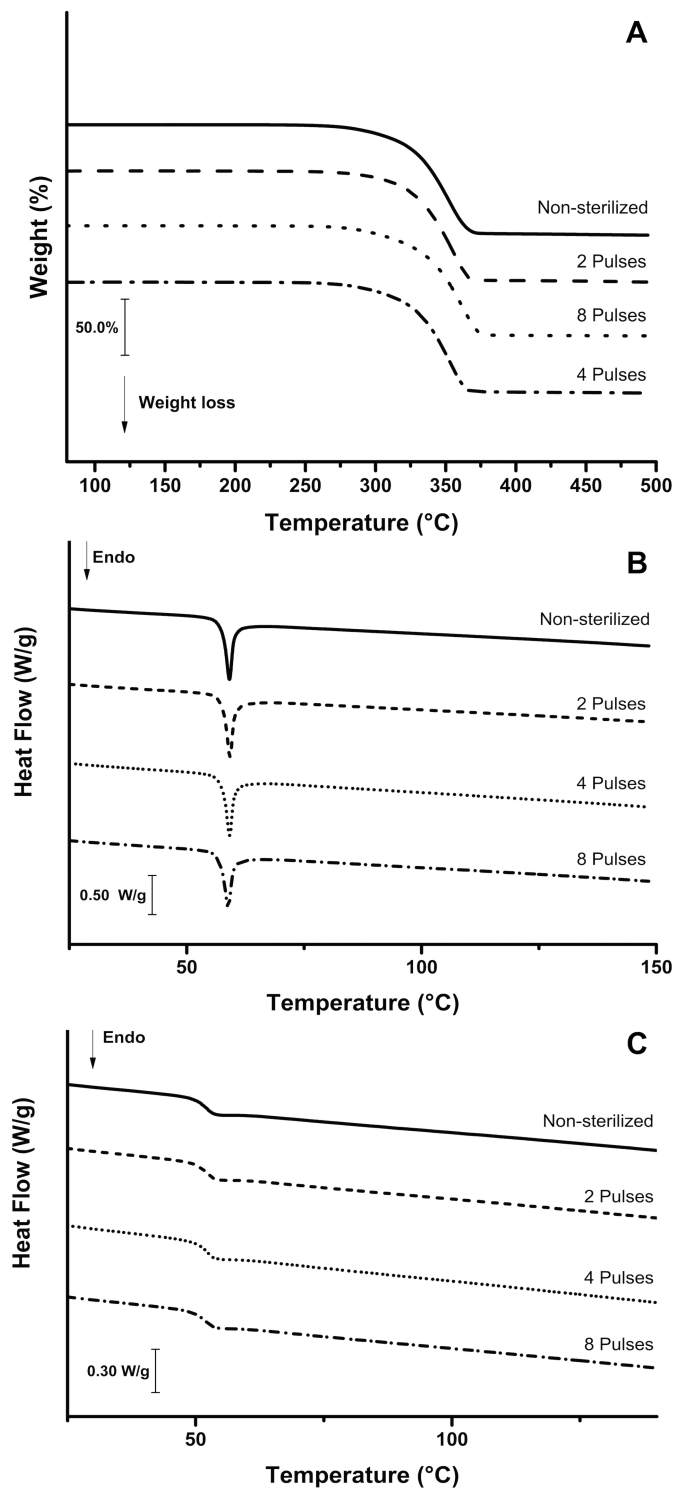 A
Weight (%)
Non-sterilized
2 Pulses
8 Pulses
50.0%
4 Pulses
Weight loss
100 150 200 250 300 350 400 450 500
Temperature (°C)
Endo
B
Heat Flow (W/g)
Non-sterilized
2 Pulses
4 Pulses
8 Pulses
0.50 W/g
50 100 150
Temperature (°C)
Endo
C
Heat Flow (W/g)
Non-sterilized
2 Pulses
4 Pulses
8 Pulses
0.30 W/g
50 100
Temperature (°C)